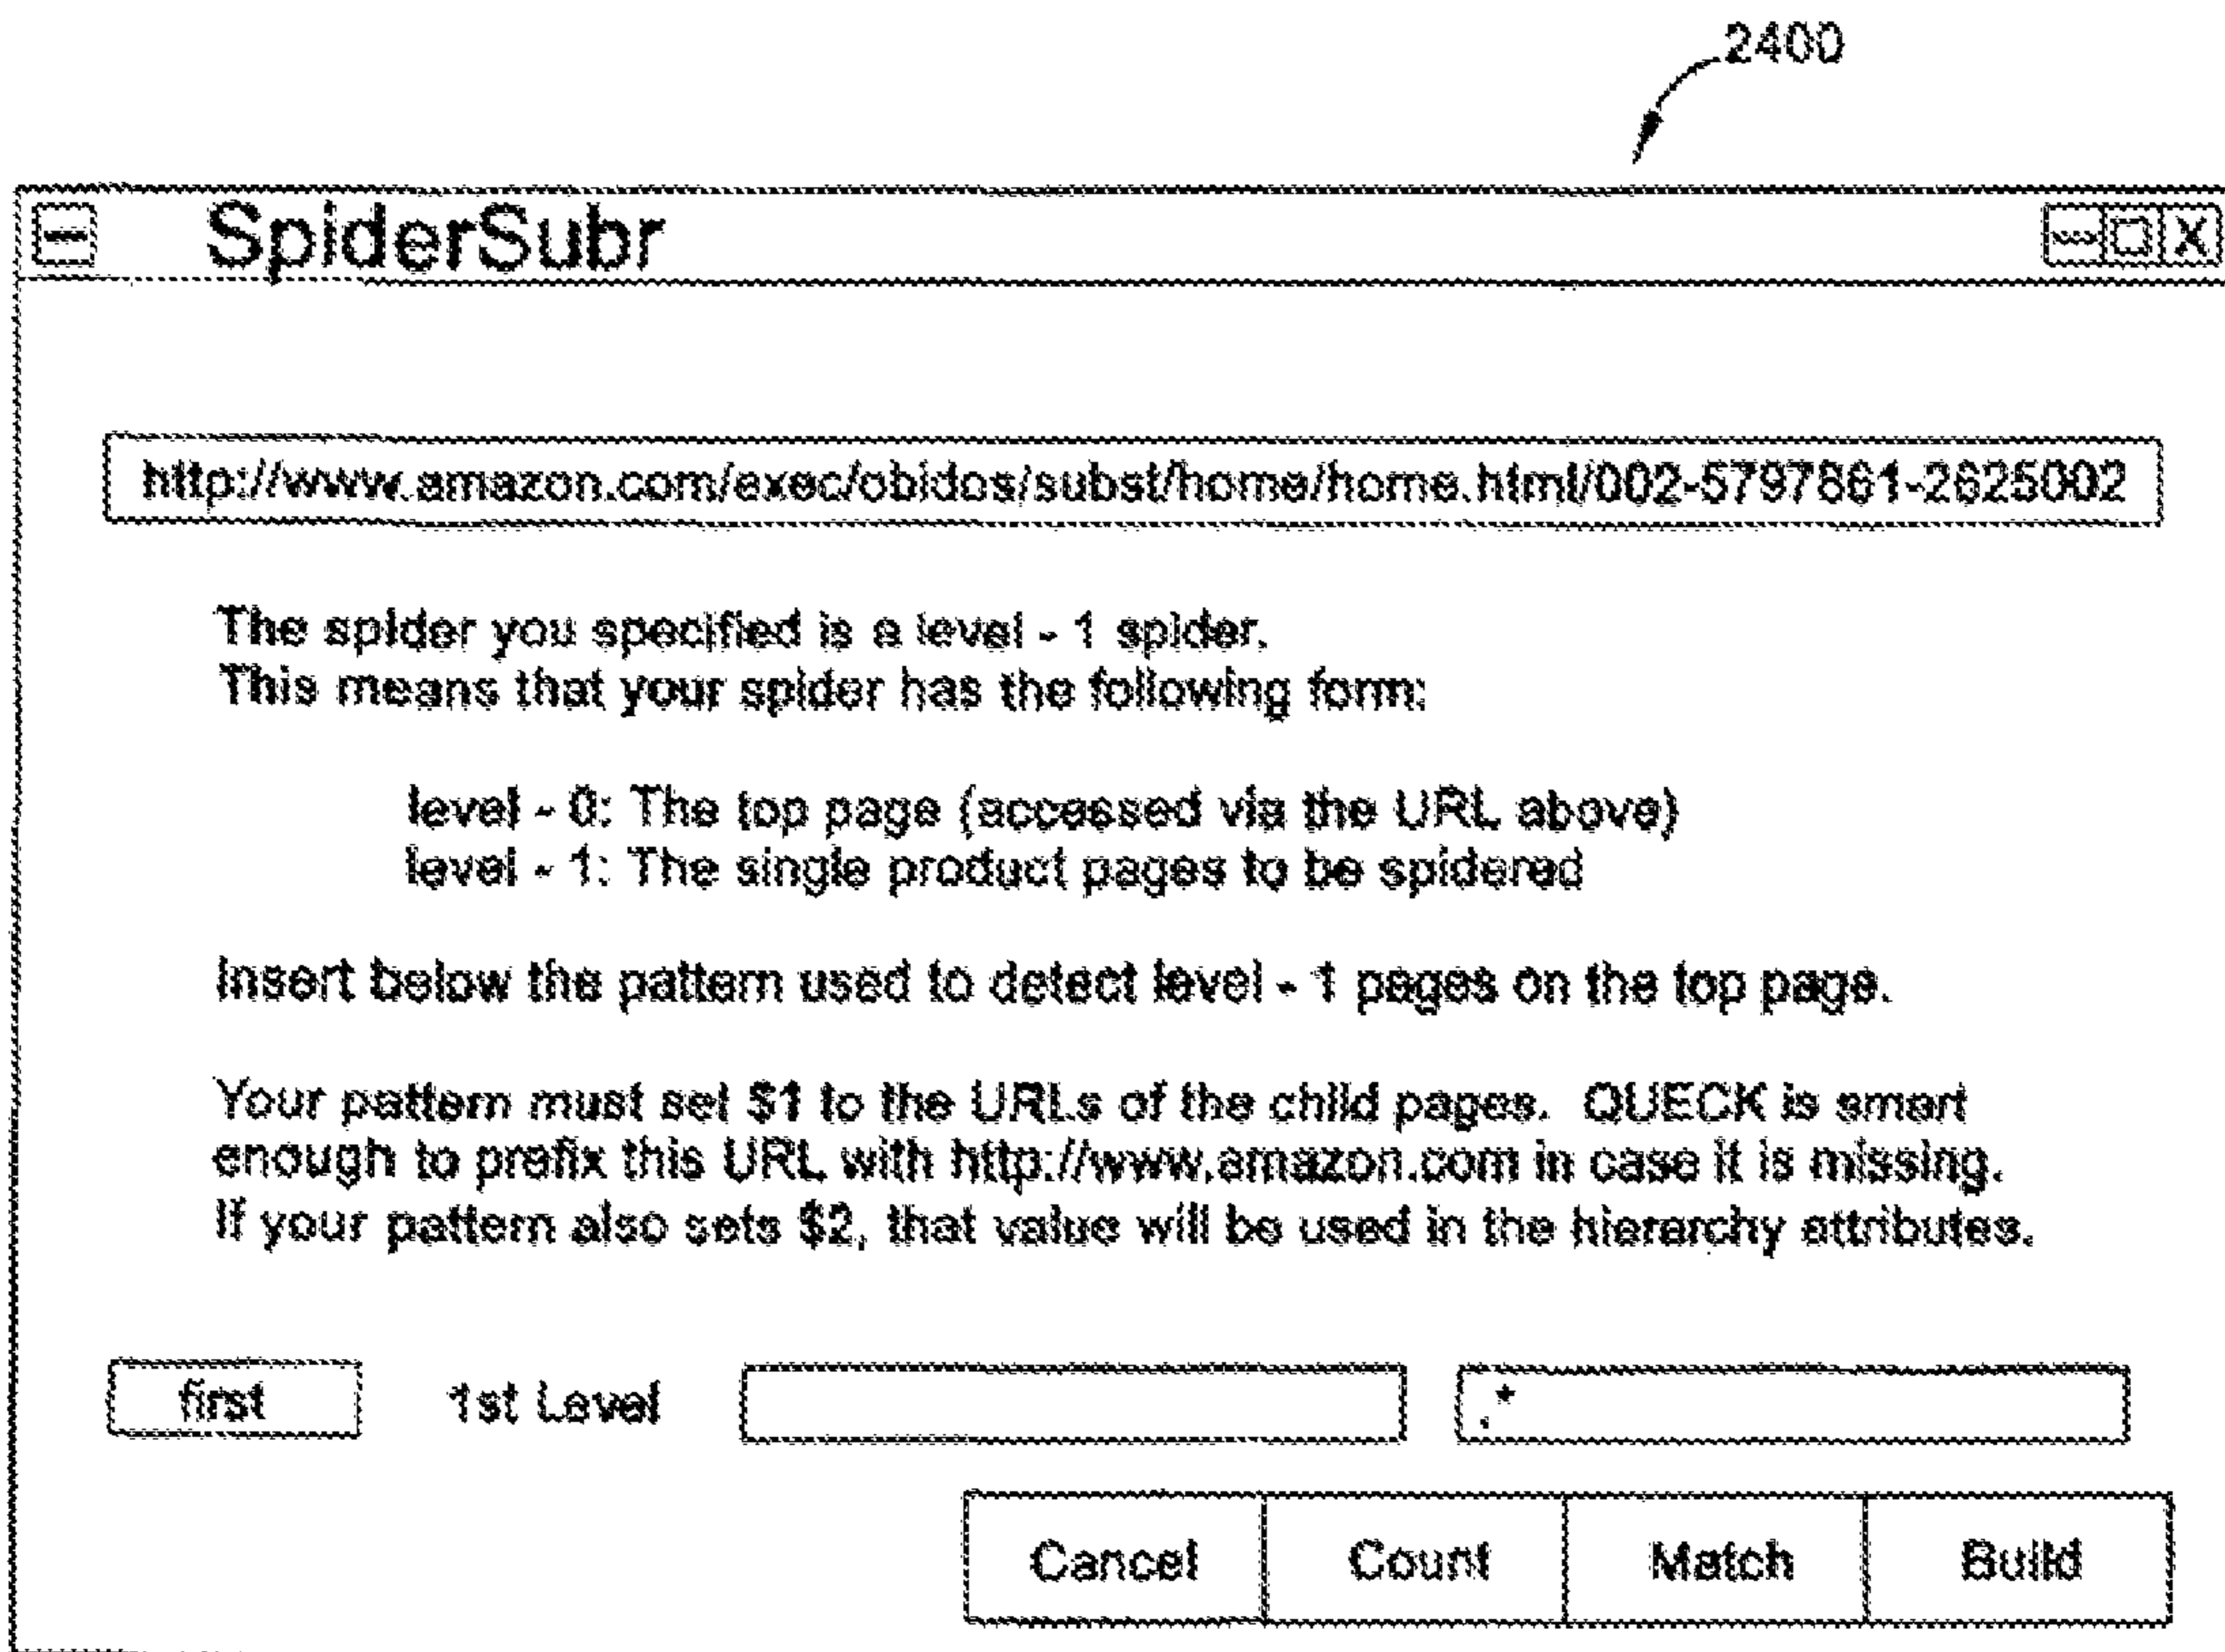 2400
SpiderSubr
X
http://www.amazon.com/exec/obidos/subst/home/home.html/002-5797861-2625002
The spider you specified is a level - 1 spider.
This means that your spider has the following form:
level - 0: The top page (accessed via the URL above)
level - 1: The single product pages to be spidered
Insert below the pattern used to detect level - 1 pages on the top page.
Your pattern must set $1 to the URLs of the child pages. QUECK is smart
enough to prefix this URL with http://www.amazon.com in case it is missing.
If your pattern also sets $2, that value will be used in the hierarchy attributes.
first 1st Level .*
Cancel Count Match Build